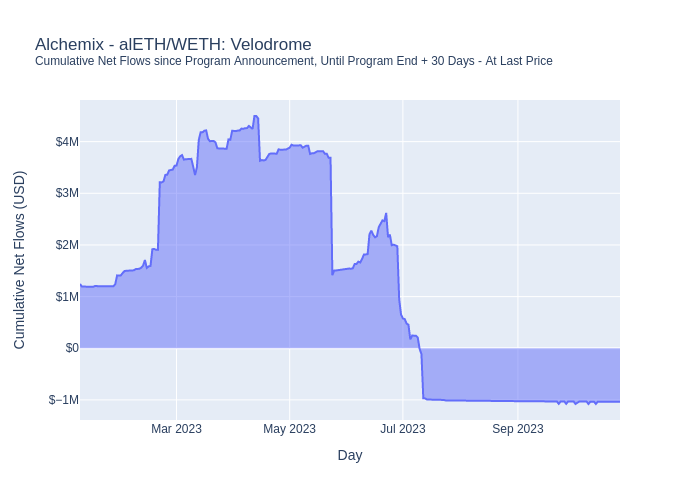 Alchemix - alETH/WETH: Velodrome
Cumulative Net Flows since Program Announcement, Until Program End + 30 Days - At Last Price
Cumulative Net Flows (USD)
$4M
$3M
$2M
$1M
$0
$−1M
Mar 2023
May 2023
Jul 2023
Sep 2023
Day